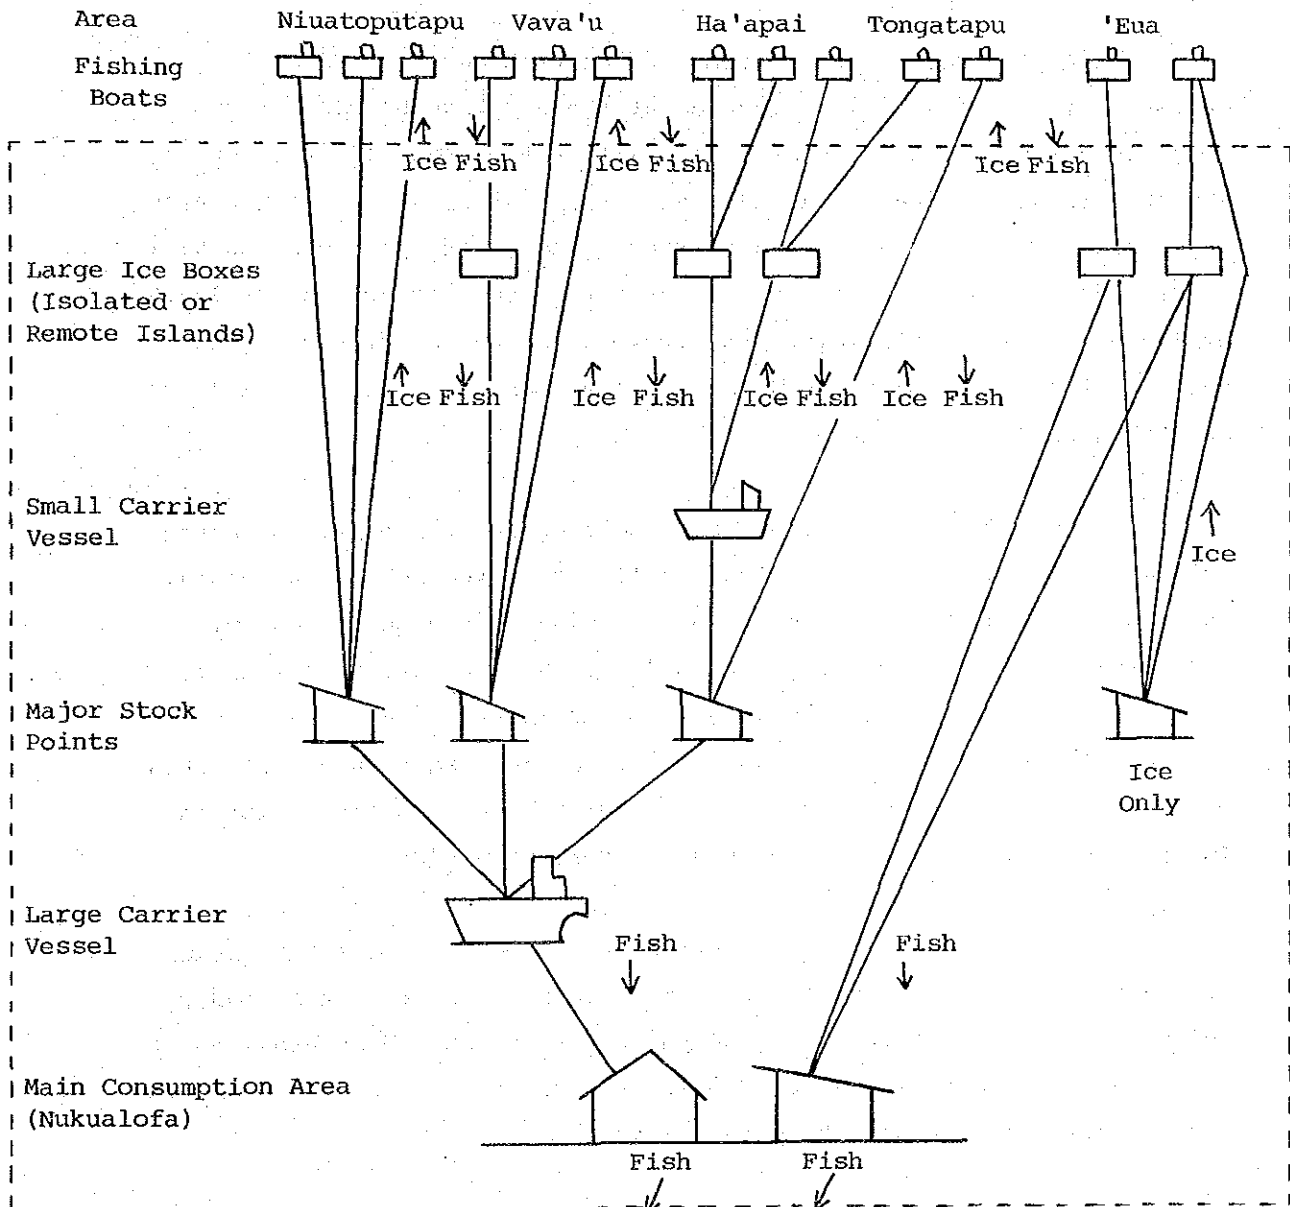 Area Niuatoputapu Vava'u Ha'apai Tongatapu 'Eua
Fishing
Boats
Ice Fish Ice Fish Ice Fish
Large Ice Boxes
(Isolated or
Remote Islands)
Ice Fish Ice Fish Ice Fish Ice Fish
Small Carrier
Vessel
Ice
Major Stock
Points
Ice
Only
Large Carrier
Vessel
Fish Fish
Main Consumption Area
(Nukualofa)
Fish Fish